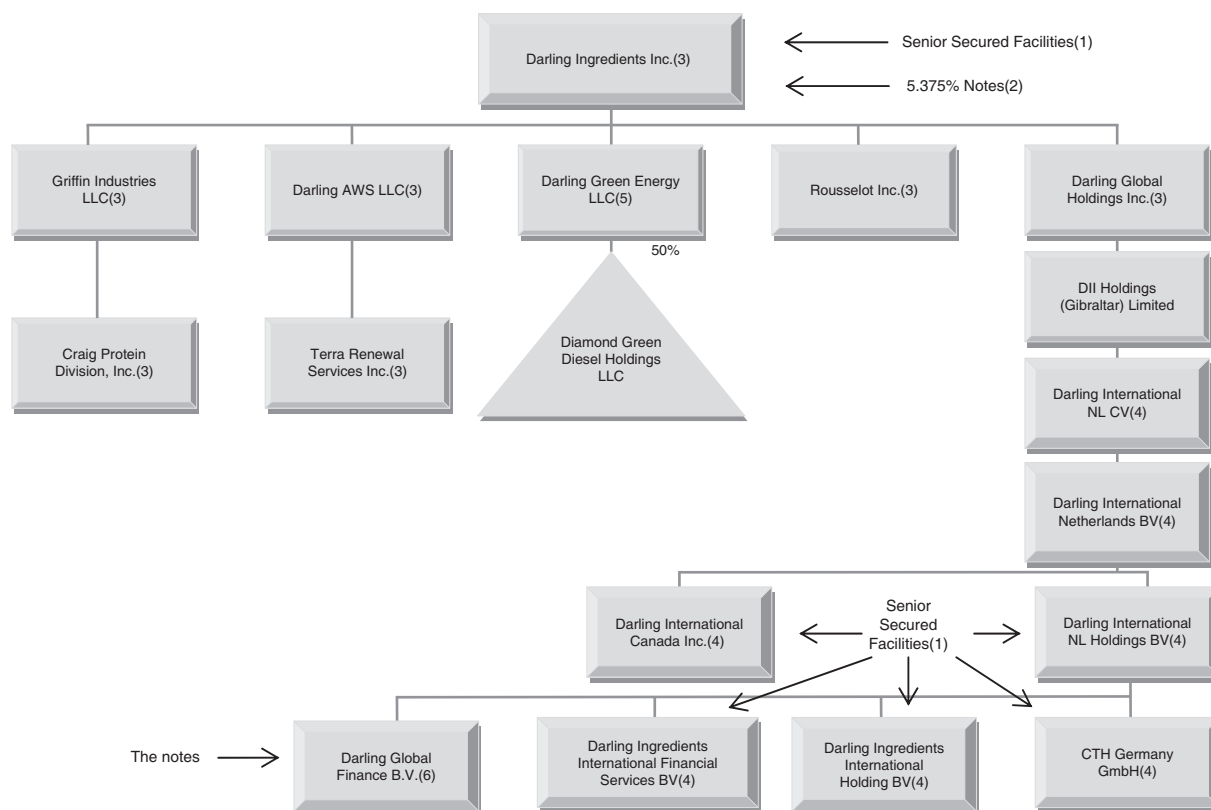 Darling Ingredients Inc.(3)
Senior Secured Facilities(1)
5.375% Notes(2)
Griffin Industries
LLC(3)
Darling AWS LLC(3)
Darling Green Energy
LLC(5)
Rousselot Inc.(3)
Darling Global
Holdings Inc.(3)
50%
DII Holdings
(Gibraltar) Limited
Craig Protein
Division, Inc.(3)
Terra Renewal
Services Inc.(3)
Diamond Green
Diesel Holdings
LLC
Darling International
NL CV(4)
Darling International
Netherlands BV(4)
Darling International
Canada Inc.(4)
Senior
Secured
Facilities(1)
Darling International
NL Holdings BV(4)
The notes
Darling Global
Finance B.V.(6)
Darling Ingredients
International Financial
Services BV(4)
Darling Ingredients
International
Holding BV(4)
CTH Germany
GmbH(4)